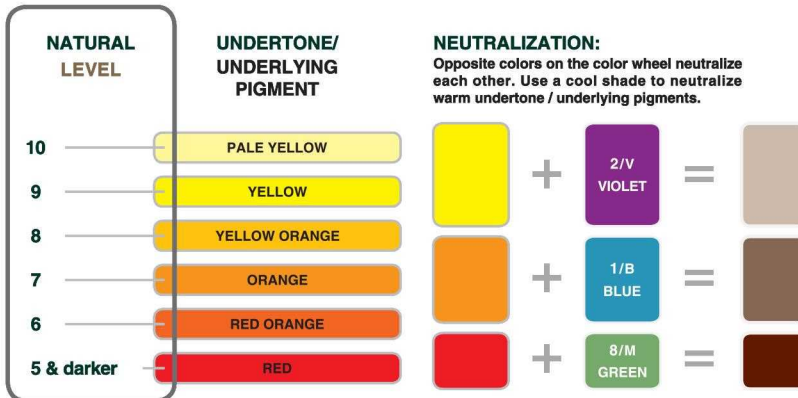 NATURAL
LEVEL
UNDERTONE/
UNDERLYING
PIGMENT
10
PALE YELLOW
9
YELLOW
8
YELLOW ORANGE
7
ORANGE
6
RED ORANGE
5 & darker
RED
NEUTRALIZATION:
Opposite colors on the color wheel neutralize
each other. Use a cool shade to neutralize
warm undertone / underlying pigments.
+
2/V
VIOLET
=
+
1/B
BLUE
=
+
8/M
GREEN
=